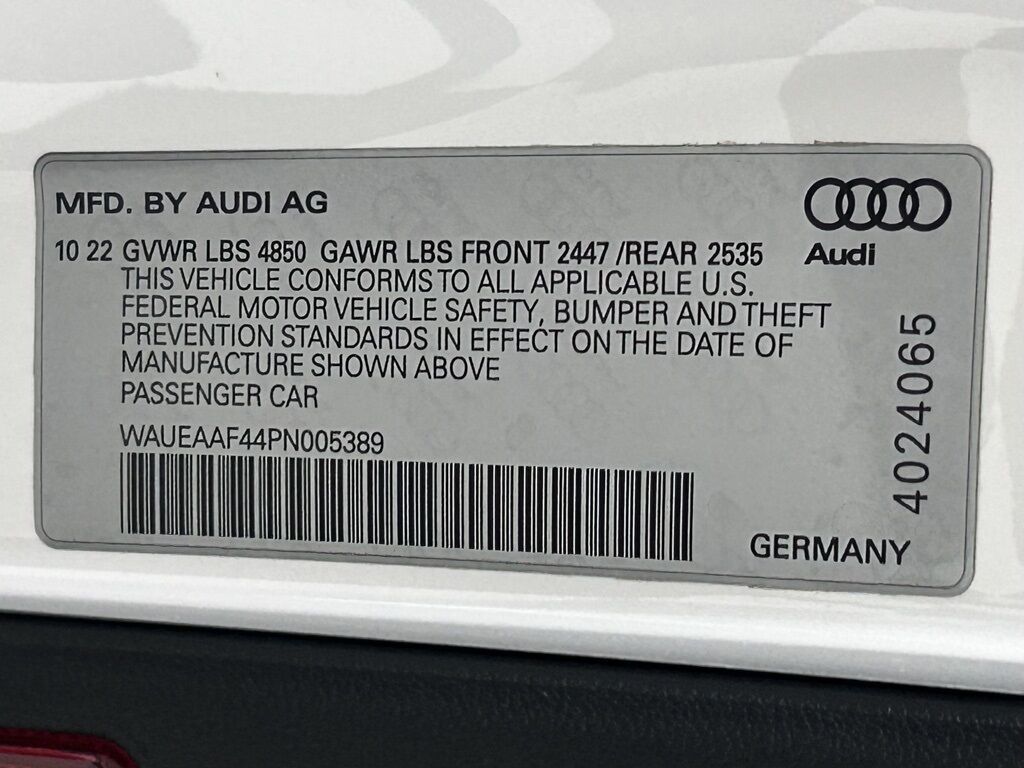 MFD. BY AUDI AG
Audi
10 22 GVWR LBS 4850 GAWR LBS FRONT 2447 /REAR 2535
THIS VEHICLE CONFORMS TO ALL APPLICABLE U.S.
FEDERAL MOTOR VEHICLE SAFETY, BUMPER AND THEFT
PREVENTION STANDARDS IN EFFECT ON THE DATE OF
MANUFACTURE SHOWN ABOVE
PASSENGER CAR
WAUEAAF44PN005389
4024065
GERMANY